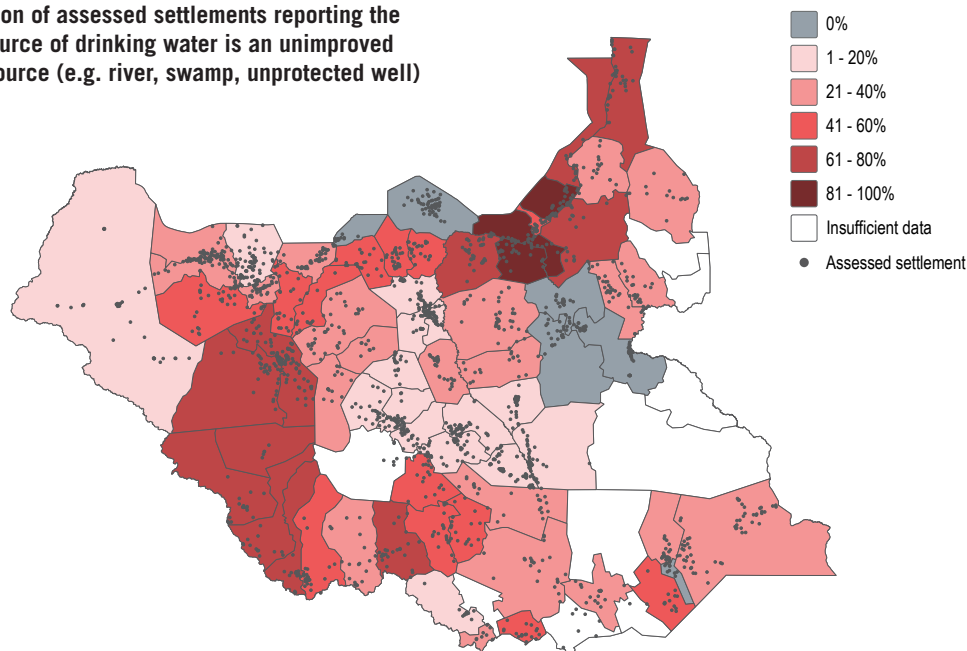 ion of assessed settlements reporting the
urce of drinking water is an unimproved
ource (e.g. river, swamp, unprotected well)
0%
1 - 20%
21 - 40%
41 - 60%
61 - 80%
81 - 100%
Insufficient data
Assessed settlement